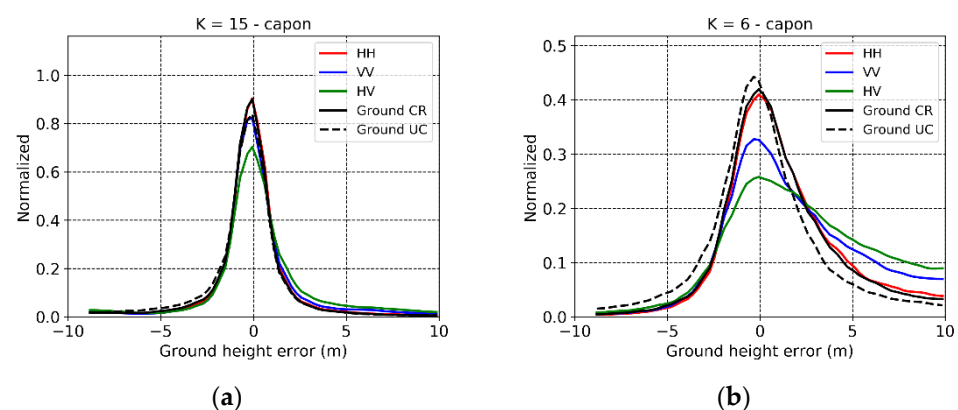 K = 15 - capon
Normalized
1.0
0.8
0.6
0.4
0.2
0.0
−10
−5
0
5
10
Ground height error (m)
HH
VV
HV
Ground CR
Ground UC
(a)
K = 6 - capon
Normalized
0.5
0.4
0.3
0.2
0.1
0.0
−10
−5
0
5
10
Ground height error (m)
HH
VV
HV
Ground CR
Ground UC
(b)